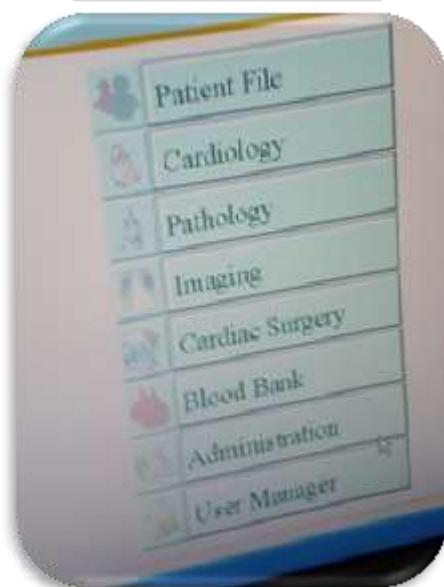 Patient File
Cardiology
Pathology
Imaging
Cardiac Surgery
Blood Bank
Administration
User Manager